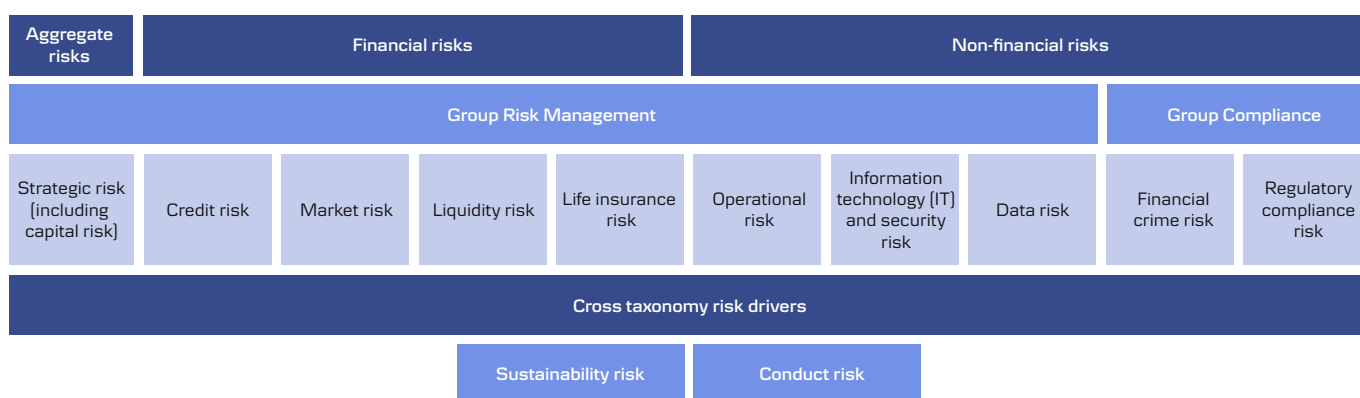 Aggregate
risks
Financial risks
Non-financial risks
Group Risk Management
Group Compliance
Strategic risk
(including
capital risk)
Credit risk
Market risk
Liquidity risk
Life insurance
risk
Operational
risk
Information
technology (IT)
and security
risk
Data risk
Financial
crime risk
Regulatory
compliance
risk
Cross taxonomy risk drivers
Sustainability risk
Conduct risk